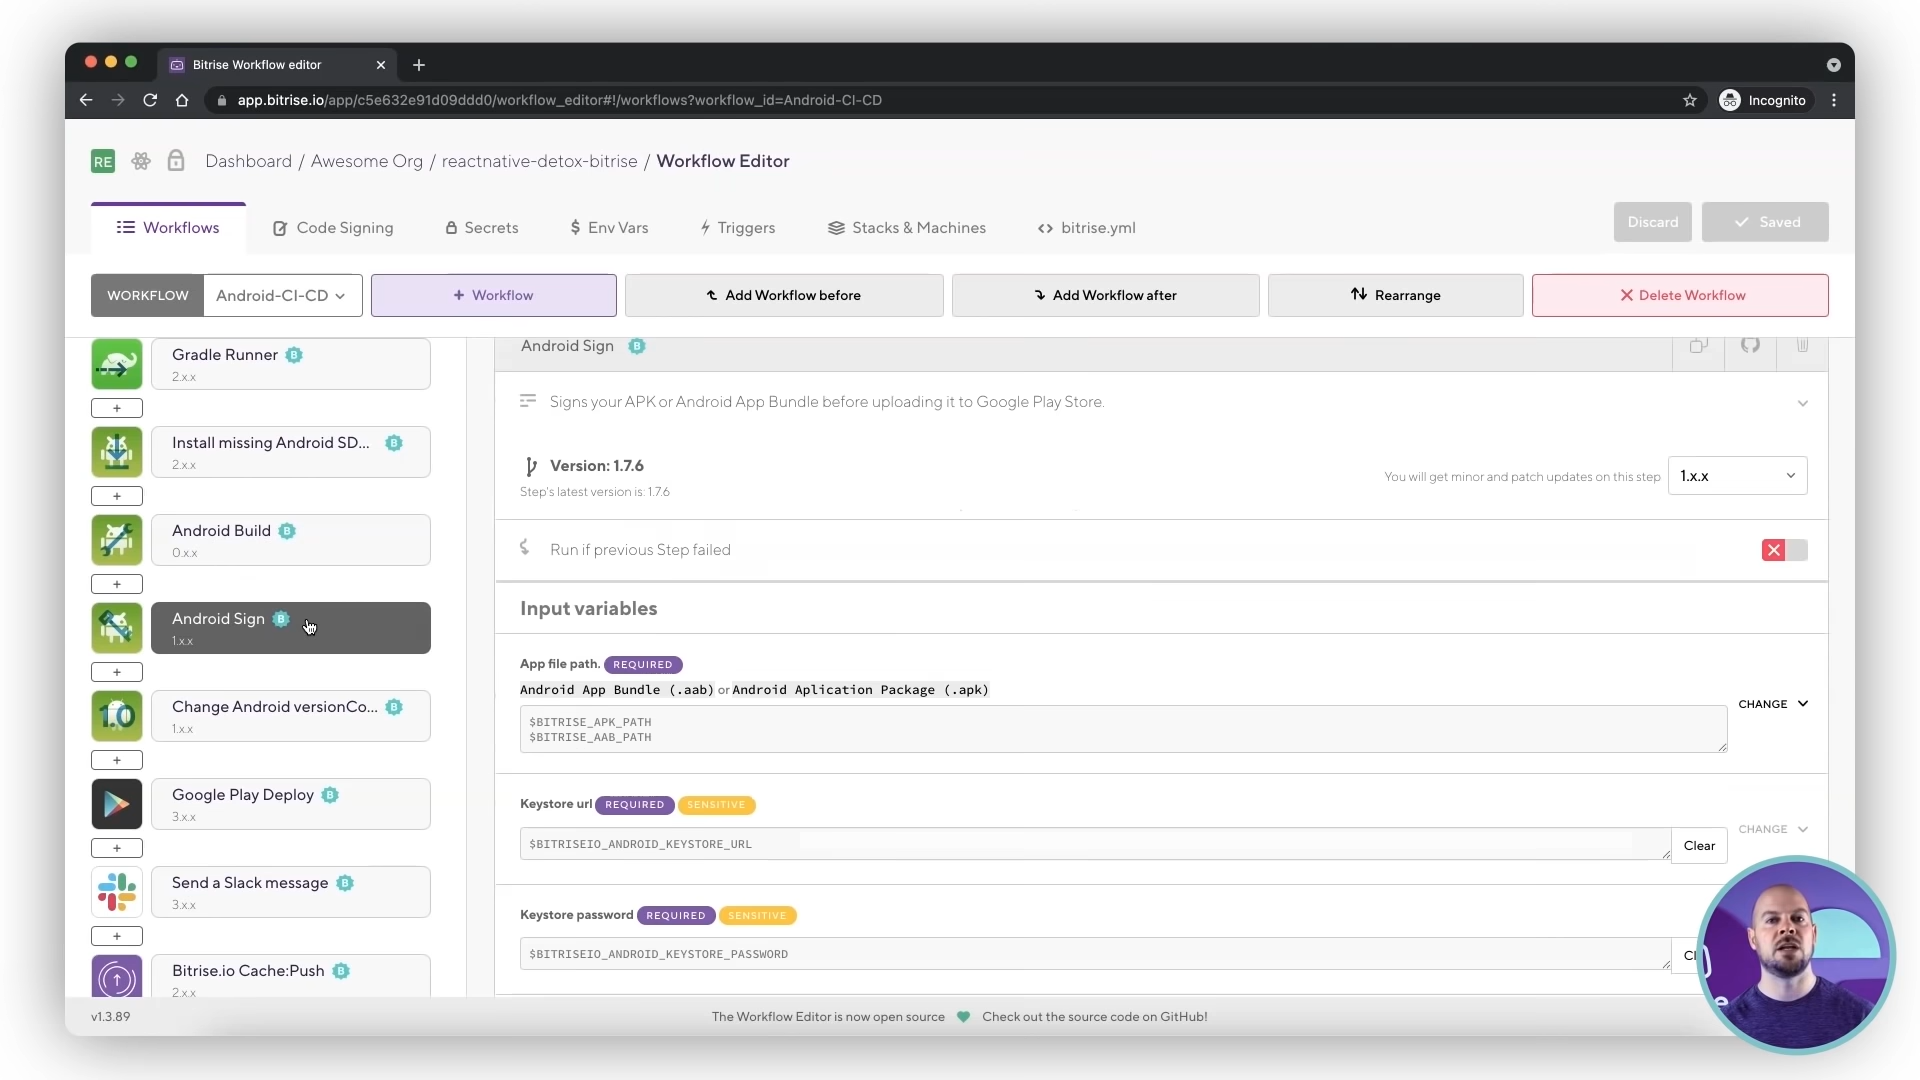 Bitrise Workflow editor
app.bitrise.io/app/c5e632e91d09ddd0/workflow_editor#!/workflows?workflow_id=Android-CI-CD
Incognito
RE
Dashboard / Awesome Org / reactnative-detox-bitrise / Workflow Editor
Workflows
Code Signing
Secrets
$ Env Vars
Triggers
Stacks & Machines
<> bitrise.yml
Discard
Saved
WORKFLOW
Android-CI-CD
+ Workflow
Add Workflow before
Add Workflow after
Rearrange
Delete Workflow
Gradle Runner B
2.x.x
+
Install missing Android SD... B
2.x.x
+
Android Build B
0.x.x
+
Android Sign B
1.x.x
+
1.0
Change Android versionCo... B
1.x.x
+
Google Play Deploy B
3.x.x
+
Send a Slack message B
3.x.x
+
Bitrise.io Cache:Push B
2.x.x
Android Sign B
Signs your APK or Android App Bundle before uploading it to Google Play Store.
Version: 1.7.6
Step's latest version is: 1.7.6
You will get minor and patch updates on this step
1.x.x
Run if previous Step failed
Input variables
App file path. REQUIRED
Android App Bundle (.aab) or Android Aplication Package (.apk)
$BITRISE_APK_PATH
$BITRISE_AAB_PATH
CHANGE
Keystore url REQUIRED SENSITIVE
$BITRISEIO_ANDROID_KEYSTORE_URL
Clear
CHANGE
Keystore password REQUIRED SENSITIVE
$BITRISEIO_ANDROID_KEYSTORE_PASSWORD
v1.3.89
The Workflow Editor is now open source
Check out the source code on GitHub!